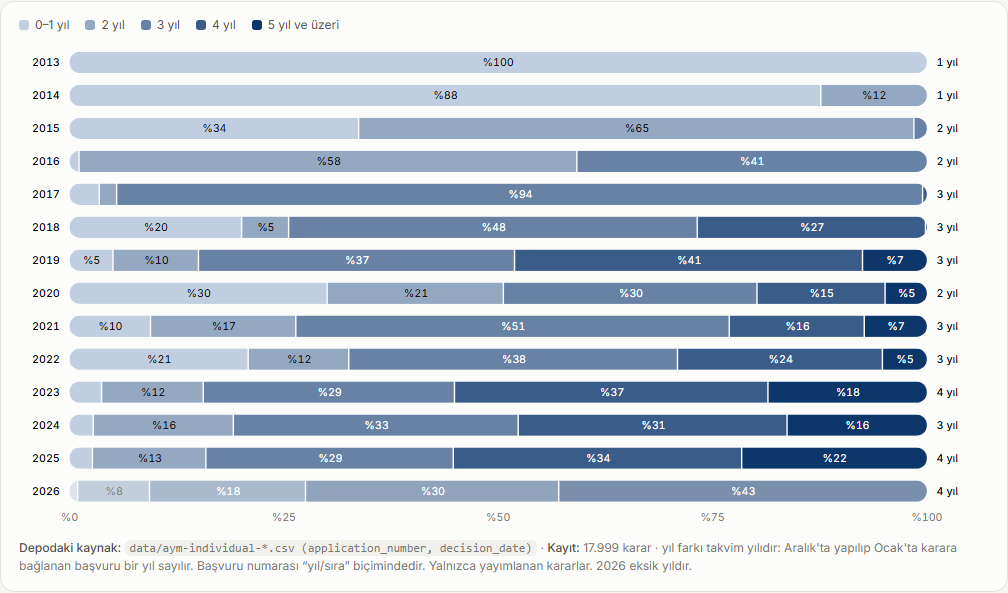 0–1 yıl 2 yıl 3 yıl 4 yıl 5 yıl ve üzeri
2013 %100 1 yıl
2014 %88 %12 1 yıl
2015 %34 %65 2 yıl
2016 %58 %41 2 yıl
2017 %94 3 yıl
2018 %20 %5 %48 %27 3 yıl
2019 %5 %10 %37 %41 %7 3 yıl
2020 %30 %21 %30 %15 %5 2 yıl
2021 %10 %17 %51 %16 %7 3 yıl
2022 %21 %12 %38 %24 %5 3 yıl
2023 %12 %29 %37 %18 4 yıl
2024 %16 %33 %31 %16 3 yıl
2025 %13 %29 %34 %22 4 yıl
2026 %8 %18 %30 %43 4 yıl
%0 %25 %50 %75 %100
Depodaki kaynak: data/aym-individual-*.csv (application_number, decision_date) · Kayıt: 17.999 karar · yıl farkı takvim yılıdır: Aralık'ta yapılıp Ocak'ta karara
bağlanan başvuru bir yıl sayılır. Başvuru numarası “yıl/sıra” biçimindedir. Yalnızca yayımlanan kararlar. 2026 eksik yıldır.